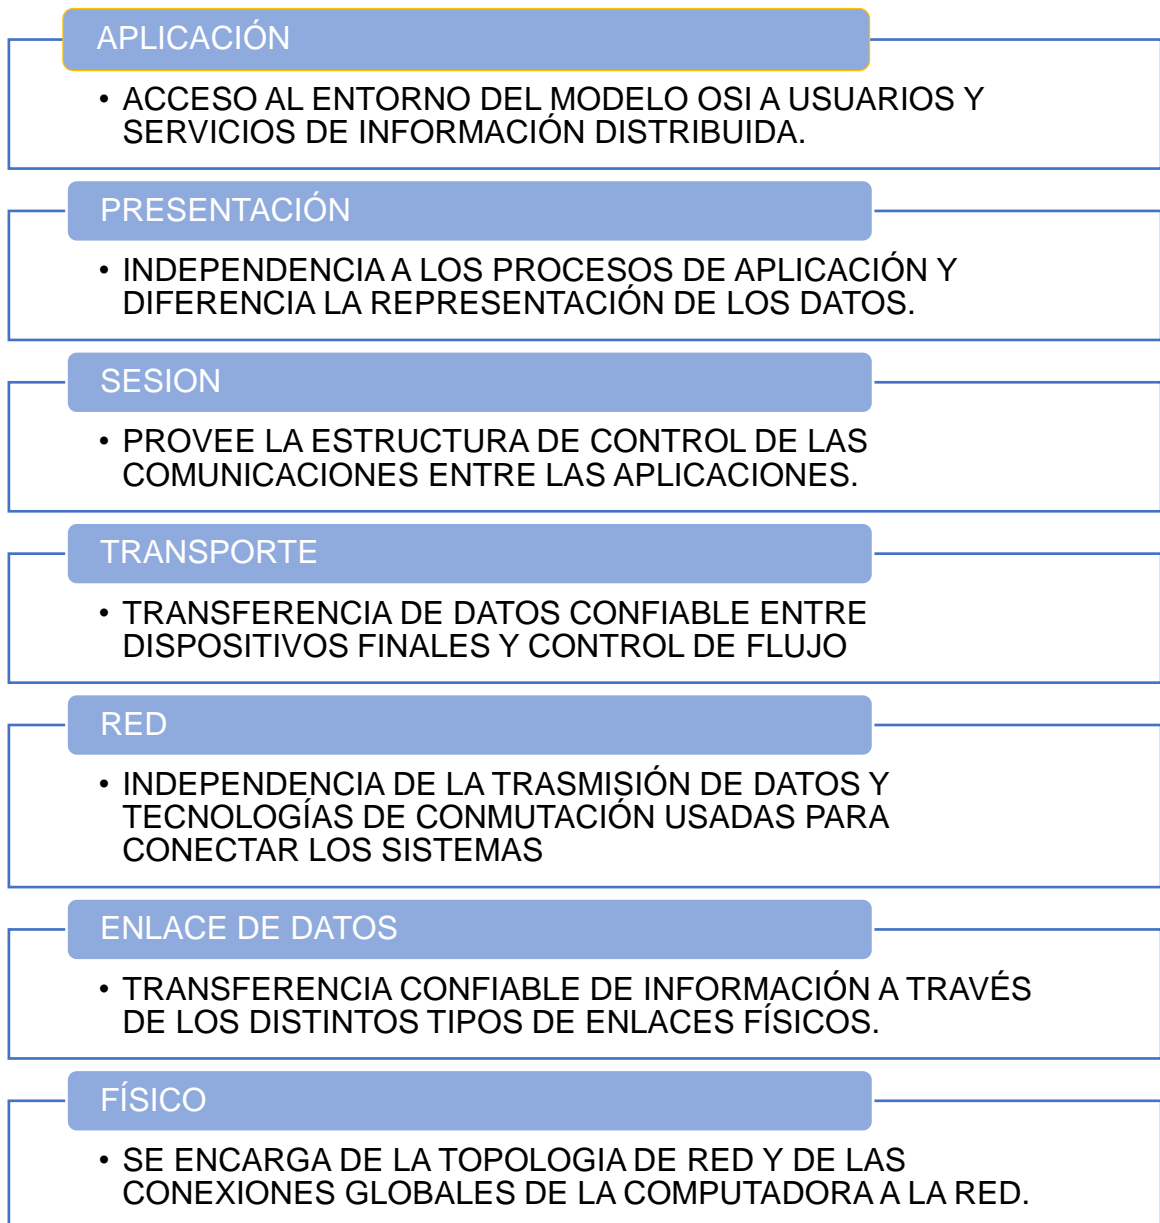 APLICACIÓN
• ACCESO AL ENTORNO DEL MODELO OSI A USUARIOS Y
SERVICIOS DE INFORMACIÓN DISTRIBUIDA.
PRESENTACIÓN
• INDEPENDENCIA A LOS PROCESOS DE APLICACIÓN Y
DIFERENCIA LA REPRESENTACIÓN DE LOS DATOS.
SESION
• PROVEE LA ESTRUCTURA DE CONTROL DE LAS
COMUNICACIONES ENTRE LAS APLICACIONES.
TRANSPORTE
• TRANSFERENCIA DE DATOS CONFIABLE ENTRE
DISPOSITIVOS FINALES Y CONTROL DE FLUJO
RED
• INDEPENDENCIA DE LA TRASMISIÓN DE DATOS Y
TECNOLOGÍAS DE CONMUTACIÓN USADAS PARA
CONECTAR LOS SISTEMAS
ENLACE DE DATOS
• TRANSFERENCIA CONFIABLE DE INFORMACIÓN A TRAVÉS
DE LOS DISTINTOS TIPOS DE ENLACES FÍSICOS.
FÍSICO
• SE ENCARGA DE LA TOPOLOGIA DE RED Y DE LAS
CONEXIONES GLOBALES DE LA COMPUTADORA A LA RED.